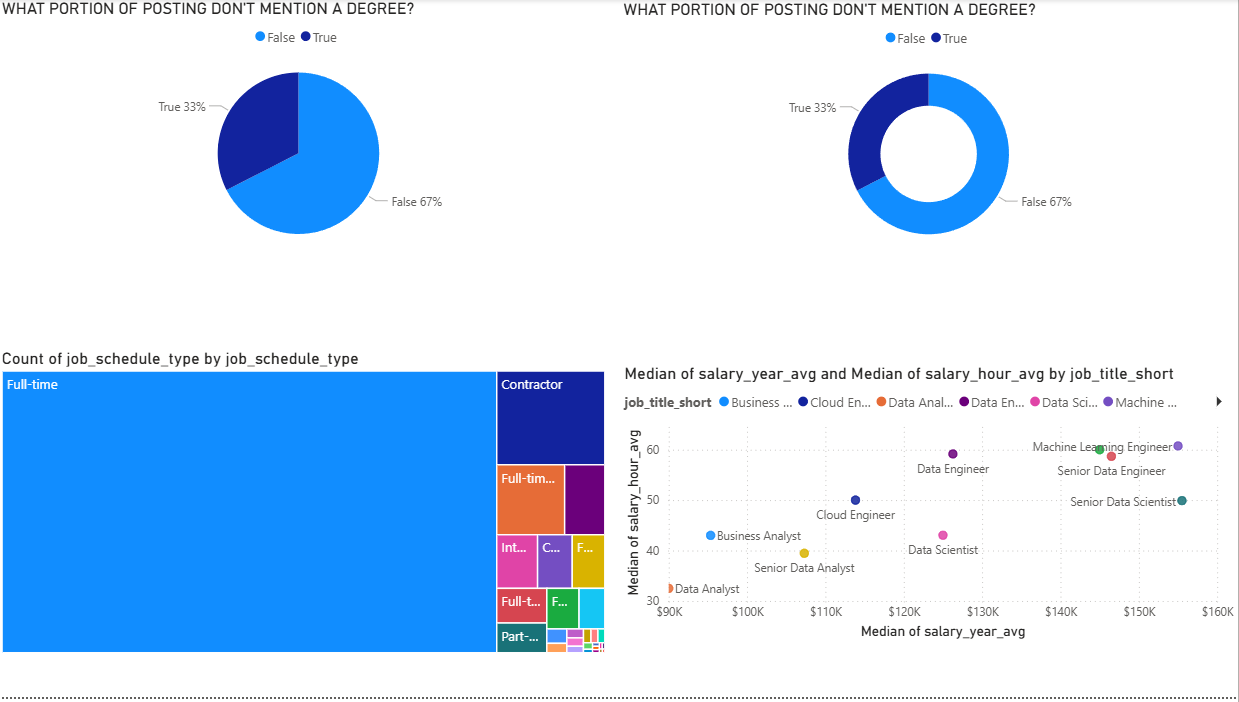 WHAT PORTION OF POSTING DON'T MENTION A DEGREE?
False True
True 33%
False 67%
WHAT PORTION OF POSTING DON'T MENTION A DEGREE?
False True
True 33%
False 67%
Count of job_schedule_type by job_schedule_type
Full-time
Contractor
Full-tim...
Int...
C...
F...
Full-t...
F...
Part-...
Median of salary_year_avg and Median of salary_hour_avg by job_title_short
job_title_short Business ... Cloud En... Data Anal... Data En... Data Sci... Machine ...
Median of salary_hour_avg
60
50
40
30
Machine Learning Engineer
Data Engineer
Senior Data Engineer
Senior Data Scientist
Cloud Engineer
Business Analyst
Data Scientist
Senior Data Analyst
Data Analyst
$90K $100K $110K $120K $130K $140K $150K $160K
Median of salary_year_avg